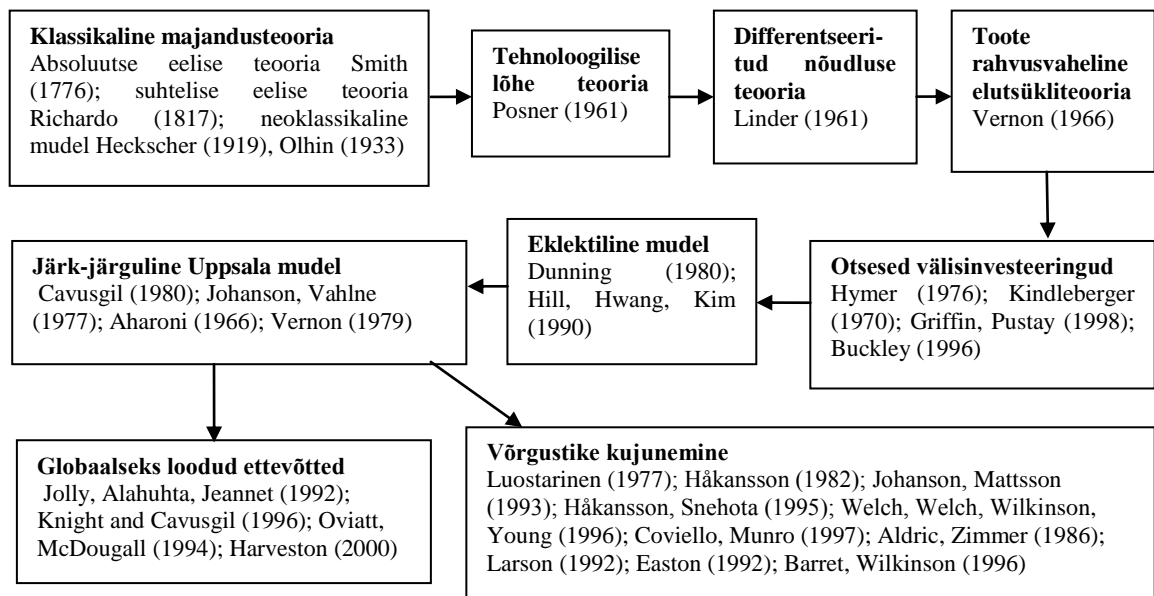 Klassikaline majandusteooria
Absoluutse eelise teooria Smith
(1776); suhtelise eelise teooria
Richardo (1817); neoklassikaline
mudel Heckscher (1919), Olhin (1933)
Tehnoloogilise
lõhe teooria
Posner (1961)
Differentseeri-
tud nõudluse
teooria
Linder (1961)
Toote
rahvusvaheline
elutsükliteooria
Vernon (1966)
Otsesed välisinvesteeringud
Hymer (1976); Kindleberger
(1970); Griffin, Pustay (1998);
Buckley (1996)
Eklektiline mudel
Dunning (1980);
Hill, Hwang, Kim
(1990)
Järk-järguline Uppsala mudel
Cavusgil (1980); Johanson, Vahlne
(1977); Aharoni (1966); Vernon (1979)
Globaalseks loodud ettevõtted
Jolly, Alahuhta, Jeannet (1992);
Knight and Cavusgil (1996); Oviatt,
McDougall (1994); Harveston (2000)
Võrgustike kujunemine
Luostarinen (1977); Håkansson (1982); Johanson, Mattsson
(1993); Håkansson, Snehota (1995); Welch, Welch, Wilkinson,
Young (1996); Coviello, Munro (1997); Aldric, Zimmer (1986);
Larson (1992); Easton (1992); Barret, Wilkinson (1996)